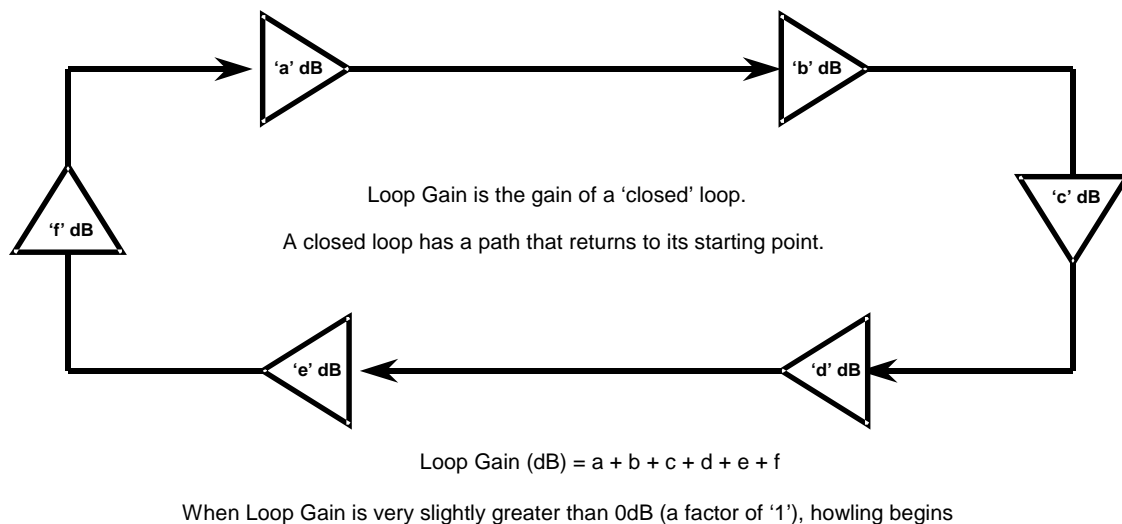 ‘a’ dB
‘b’ dB
‘c’ dB
‘f’ dB
Loop Gain is the gain of a ‘closed’ loop.
A closed loop has a path that returns to its starting point.
‘e’ dB
‘d’ dB
Loop Gain (dB) = a + b + c + d + e + f
When Loop Gain is very slightly greater than 0dB (a factor of ‘1’), howling begins